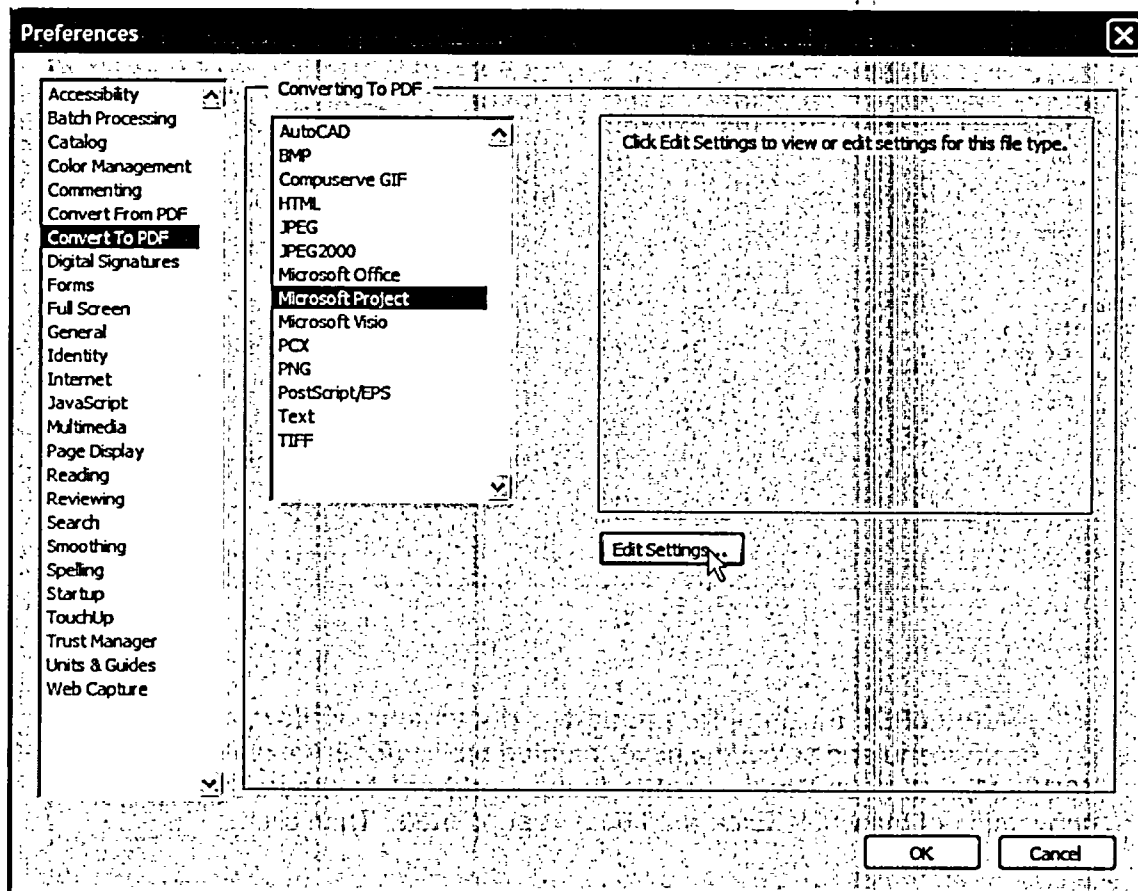 Preferences
Accessibility
Batch Processing
Catalog
Color Management
Commenting
Convert From PDF
Convert To PDF
Digital Signatures
Forms
Full Screen
General
Identity
Internet
JavaScript
Multimedia
Page Display
Reading
Reviewing
Search
Smoothing
Spelling
Startup
TouchUp
Trust Manager
Units & Guides
Web Capture
Converting To PDF
AutoCAD
BMP
Compuserve GIF
HTML
JPEG
JPEG2000
Microsoft Office
Microsoft Project
Microsoft Visio
PCX
PNG
PostScript/EPS
Text
TIFF
Click Edit Settings to view or edit settings for this file type.
Edit Settings...
OK
Cancel